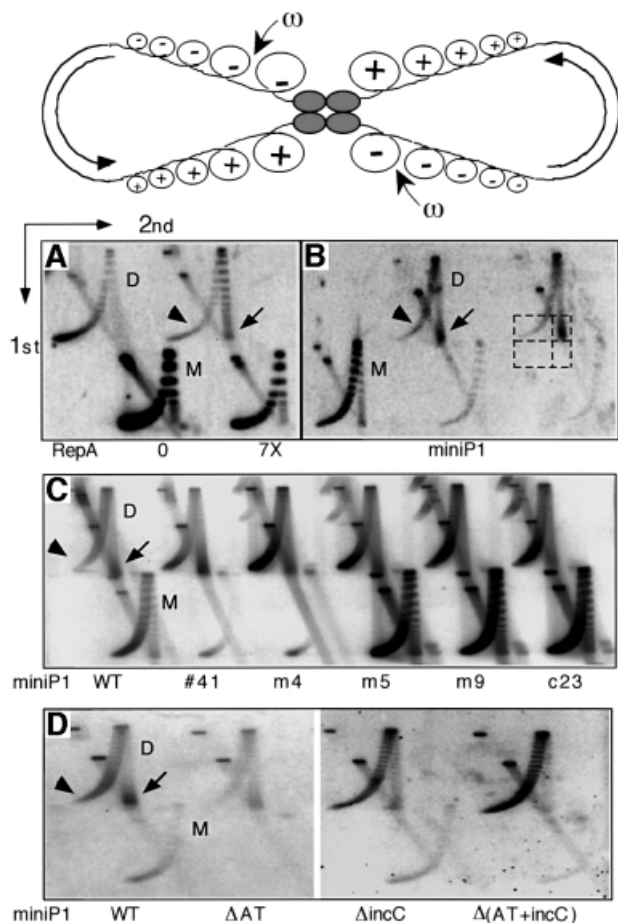 ω
- - - - - + + + + +
+ + + + + - - - - -
ω
2nd
1st
A
D
M
B
D
M
RepA 0 7X miniP1
C
D
M
miniP1 WT #41 m4 m5 m9 c23
D
D
M
miniP1 WT ΔAT ΔincC Δ(AT+incC)